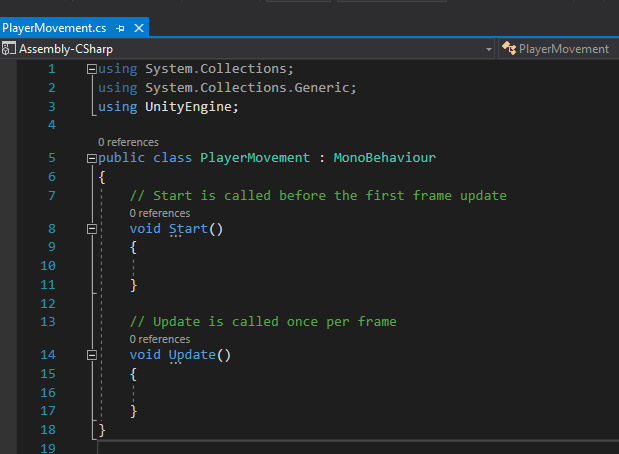 PlayerMovement.cs
Assembly-CSharp PlayerMovement
1 using System.Collections;
2 using System.Collections.Generic;
3 using UnityEngine;
4
0 references
5 public class PlayerMovement : MonoBehaviour
6 {
7 // Start is called before the first frame update
0 references
8 void Start()
9 {
10
11 }
12
13 // Update is called once per frame
0 references
14 void Update()
15 {
16
17 }
18 }
19